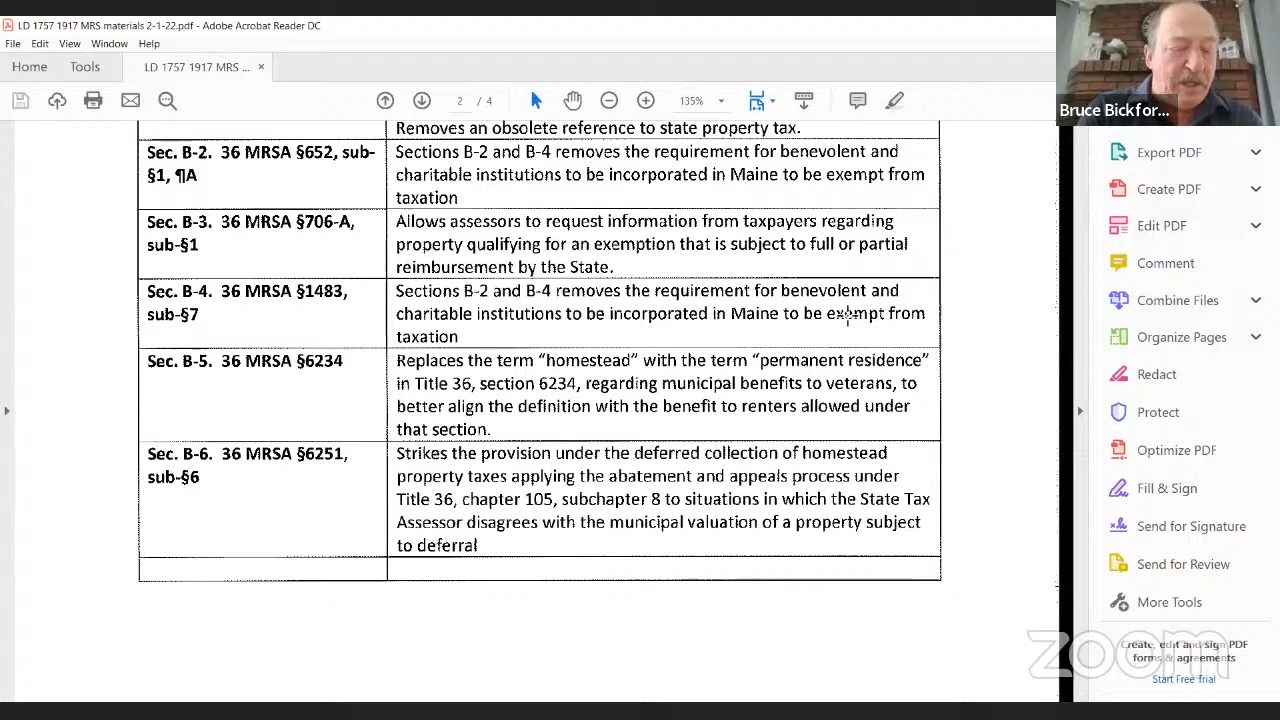 LD 1757 1917 MRS materials 2-1-22.pdf - Adobe Acrobat Reader DC
File Edit View Window Help
Home Tools LD 1757 1917 MRS ... ×
2 / 4 135%
Bruce Bickfor...
Removes an obsolete reference to state property tax.
Sec. B-2. 36 MRSA §652, sub-
§1, ¶A
Sections B-2 and B-4 removes the requirement for benevolent and
charitable institutions to be incorporated in Maine to be exempt from
taxation
Sec. B-3. 36 MRSA §706-A,
sub-§1
Allows assessors to request information from taxpayers regarding
property qualifying for an exemption that is subject to full or partial
reimbursement by the State.
Sec. B-4. 36 MRSA §1483,
sub-§7
Sections B-2 and B-4 removes the requirement for benevolent and
charitable institutions to be incorporated in Maine to be exempt from
taxation
Sec. B-5. 36 MRSA §6234
Replaces the term “homestead” with the term “permanent residence”
in Title 36, section 6234, regarding municipal benefits to veterans, to
better align the definition with the benefit to renters allowed under
that section.
Sec. B-6. 36 MRSA §6251,
sub-§6
Strikes the provision under the deferred collection of homestead
property taxes applying the abatement and appeals process under
Title 36, chapter 105, subchapter 8 to situations in which the State Tax
Assessor disagrees with the municipal valuation of a property subject
to deferral
Export PDF
Create PDF
Edit PDF
Comment
Combine Files
Organize Pages
Redact
Protect
Optimize PDF
Fill & Sign
Send for Signature
Send for Review
More Tools
Create, edit and sign PDF
forms & agreements
Start Free Trial
zoom